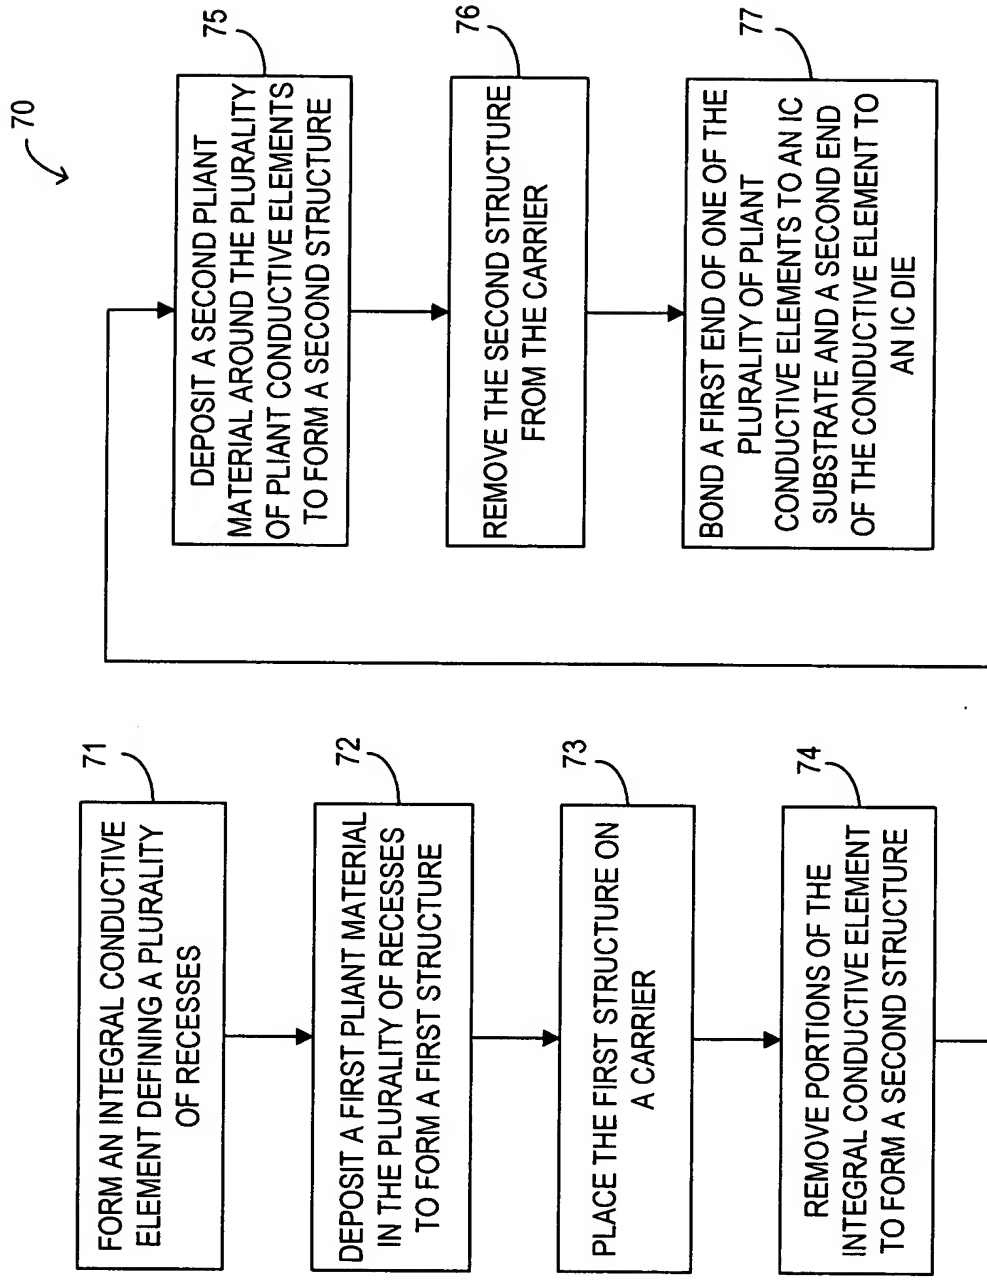 70
71
FORM AN INTEGRAL CONDUCTIVE
ELEMENT DEFINING A PLURALITY
OF RECESSES
72
DEPOSIT A FIRST PLIANT MATERIAL
IN THE PLURALITY OF RECESSES
TO FORM A FIRST STRUCTURE
73
PLACE THE FIRST STRUCTURE ON
A CARRIER
74
REMOVE PORTIONS OF THE
INTEGRAL CONDUCTIVE ELEMENT
TO FORM A SECOND STRUCTURE
75
DEPOSIT A SECOND PLIANT
MATERIAL AROUND THE PLURALITY
OF PLIANT CONDUCTIVE ELEMENTS
TO FORM A SECOND STRUCTURE
76
REMOVE THE SECOND STRUCTURE
FROM THE CARRIER
77
BOND A FIRST END OF ONE OF THE
PLURALITY OF PLIANT
CONDUCTIVE ELEMENTS TO AN IC
SUBSTRATE AND A SECOND END
OF THE CONDUCTIVE ELEMENT TO
AN IC DIE